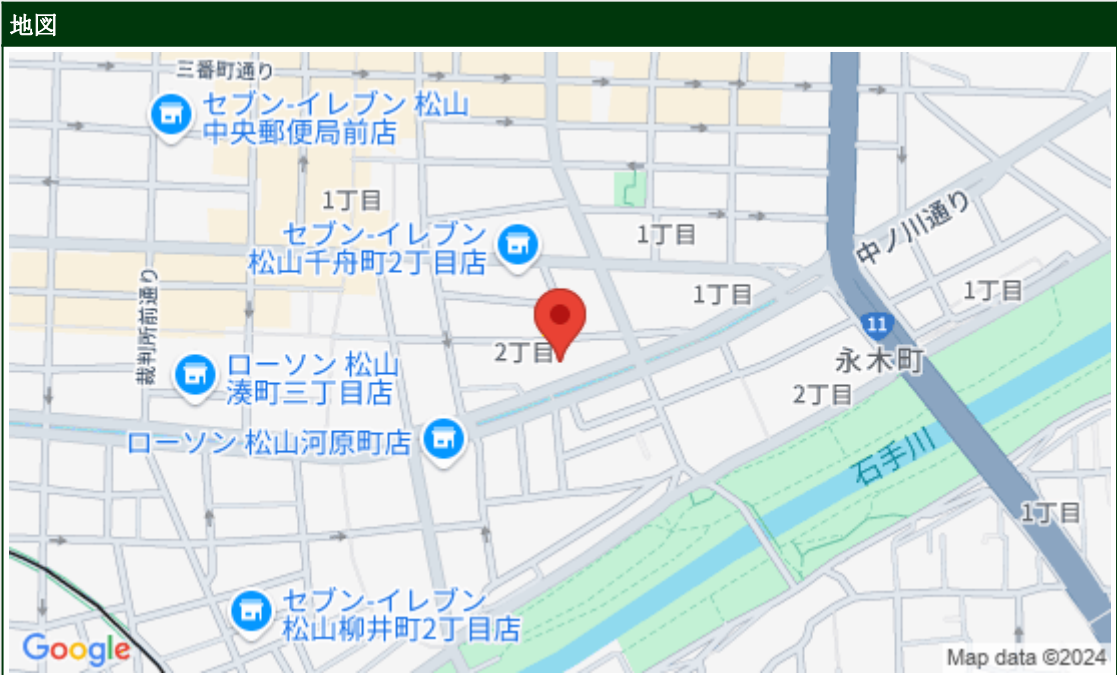 地図
三番町通り
セブン-イレブン 松山
中央郵便局前店
1丁目
中ノ川通り
セブン-イレブン
松山千舟町2丁目店
1丁目
1丁目
1丁目
裁判所前通り
11
2丁目
永木町
ローソン 松山
湊町三丁目店
2丁目
ローソン 松山河原町店
石手川
1丁目
セブン-イレブン
松山柳井町2丁目店
Google
Map data ©2024